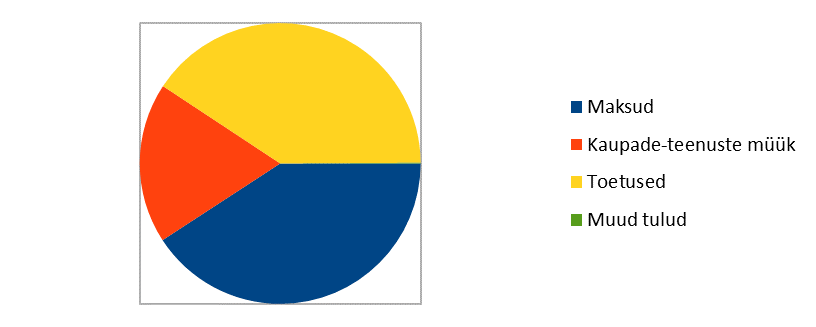 Maksud
Kaupade-teenuste müük
Toetused
Muud tulud